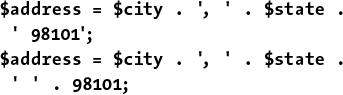 $address = $city . ', ' . $state .
' 98101';
$address = $city . ', ' . $state .
' ' . 98101;